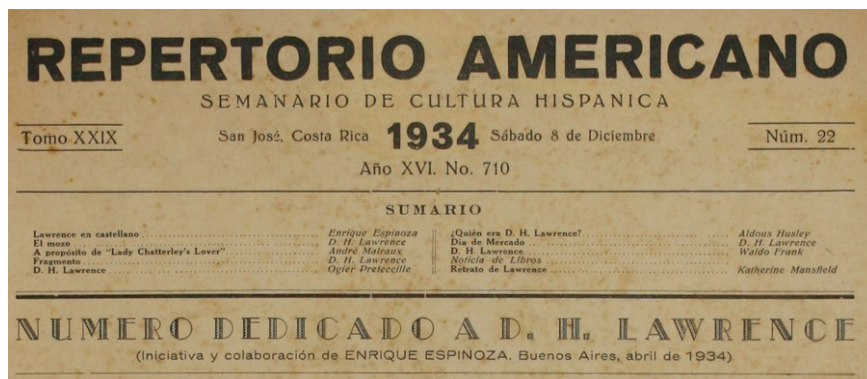 REPERTORIO AMERICANO
SEMANARIO DE CULTURA HISPANICA
Tomo XXIX San José, Costa Rica 1934 Sábado 8 de Diciembre Núm. 22
Año XVI. No. 710
SUMARIO
Lawrence en castellano Enrique Espinoza
El mozo D. H. Lawrence
A propósito de "Lady Chatterley's Lover" André Malraux
Fragmento D. H. Lawrence
D. H. Lawrence Ogier Preteceille
¿Quién era D. H. Lawrence? Aldous Husley
Día de Mercado D. H. Lawrence
D. H. Lawrence Waldo Frank
Noticia de Libros
Retrato de Lawrence Katherine Mansfield
NUMERO DEDICADO A D. H. LAWRENCE
(Iniciativa y colaboración de ENRIQUE ESPINOZA. Buenos Aires, abril de 1934)